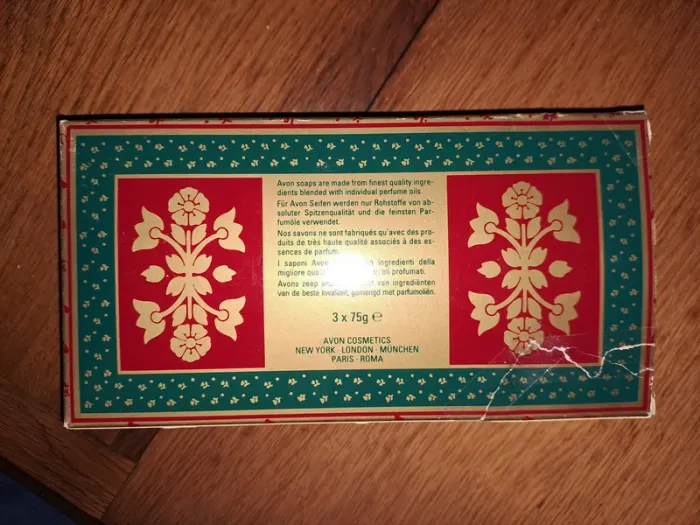 Avon soaps are made from finest quality ingre-
dients blended with individual perfume oils.
Für Avon Seifen werden nur Rohstoffe von ab-
soluter Spitzenqualität und die feinsten Par-
fumöle verwendet.
Nos savons ne sont fabriqués qu'avec des pro-
duits de très haute qualité associés à des es-
sences de parfum.
I saponi Avon ingredienti della
migliore profumati.
Avons zeep van ingrediënten
van de beste kwaliteit, gemengd met parfumoliën.
3 x 75g ℮
AVON COSMETICS
NEW YORK · LONDON · MÜNCHEN
PARIS · ROMA